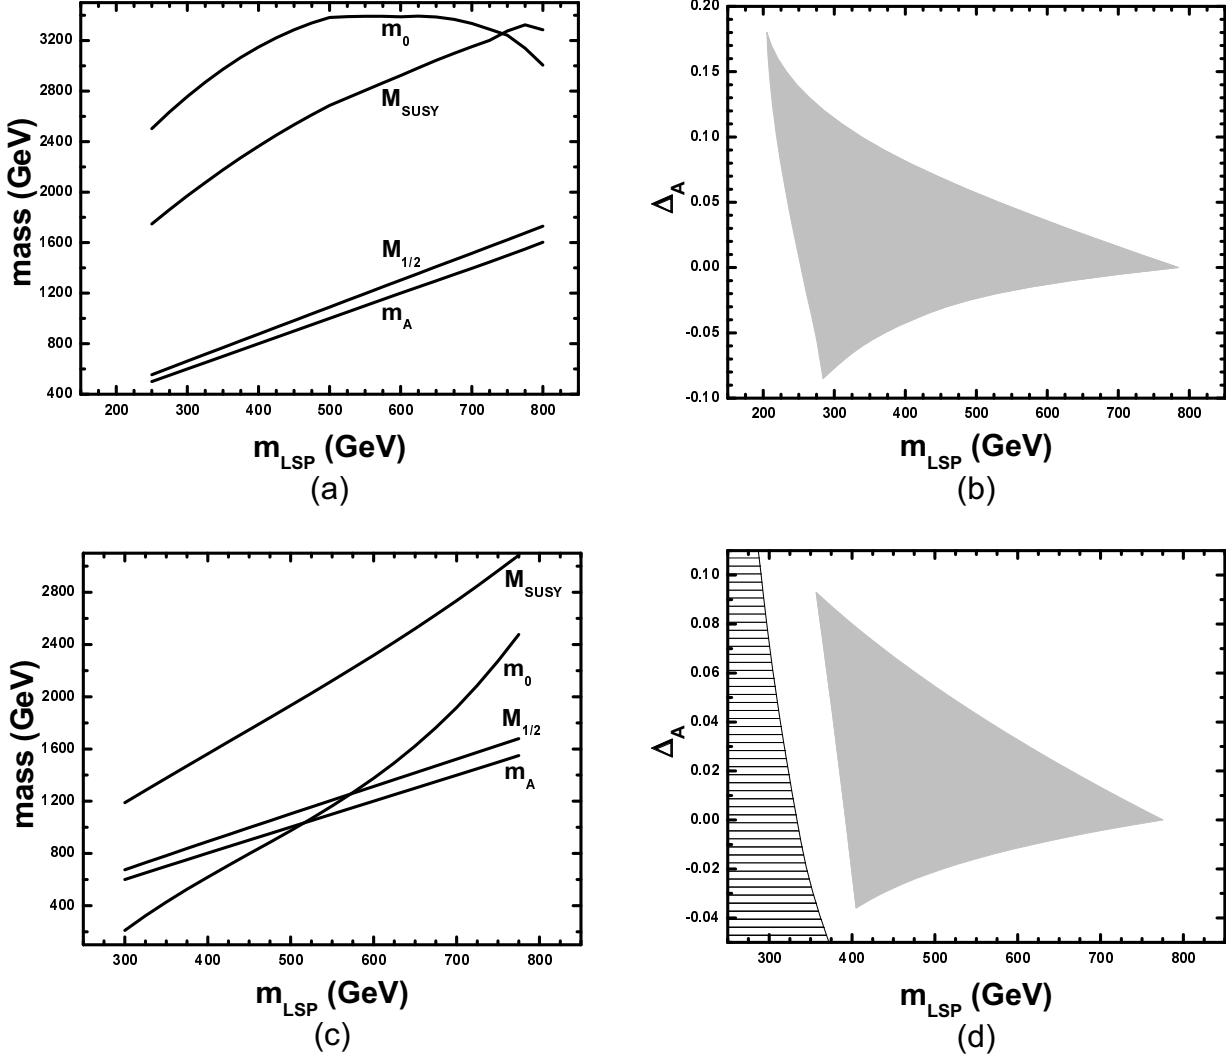 mass (GeV)
3200
2800
2400
2000
1600
1200
800
400
m0
MSUSY
M1/2
mA
200 300 400 500 600 700 800
mLSP (GeV)
(a)
ΔA
0.20
0.15
0.10
0.05
0.00
-0.05
-0.10
200 300 400 500 600 700 800
mLSP (GeV)
(b)
mass (GeV)
2800
2400
2000
1600
1200
800
400
MSUSY
m0
M1/2
mA
300 400 500 600 700 800
mLSP (GeV)
(c)
ΔA
0.10
0.08
0.06
0.04
0.02
0.00
-0.02
-0.04
300 400 500 600 700 800
mLSP (GeV)
(d)